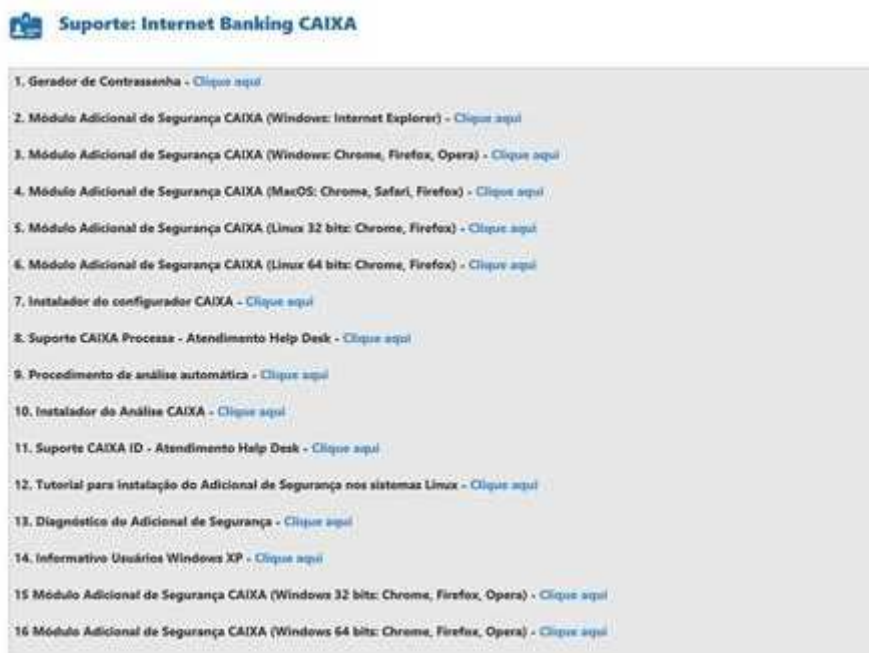 Suporte: Internet Banking CAIXA
1. Gerador de Contrassenha - Clique aqui
2. Módulo Adicional de Segurança CAIXA (Windows: Internet Explorer) - Clique aqui
3. Módulo Adicional de Segurança CAIXA (Windows: Chrome, Firefox, Opera) - Clique aqui
4. Módulo Adicional de Segurança CAIXA (MacOS: Chrome, Safari, Firefox) - Clique aqui
5. Módulo Adicional de Segurança CAIXA (Linux 32 bits: Chrome, Firefox) - Clique aqui
6. Módulo Adicional de Segurança CAIXA (Linux 64 bits: Chrome, Firefox) - Clique aqui
7. Instalador do configurador CAIXA - Clique aqui
8. Suporte CAIXA Processa - Atendimento Help Desk - Clique aqui
9. Procedimento de análise automática - Clique aqui
10. Instalador do Análise CAIXA - Clique aqui
11. Suporte CAIXA ID - Atendimento Help Desk - Clique aqui
12. Tutorial para instalação do Adicional de Segurança nos sistemas Linux - Clique aqui
13. Diagnóstico do Adicional de Segurança - Clique aqui
14. Informativo Usuários Windows XP - Clique aqui
15 Módulo Adicional de Segurança CAIXA (Windows 32 bits: Chrome, Firefox, Opera) - Clique aqui
16 Módulo Adicional de Segurança CAIXA (Windows 64 bits: Chrome, Firefox, Opera) - Clique aqui